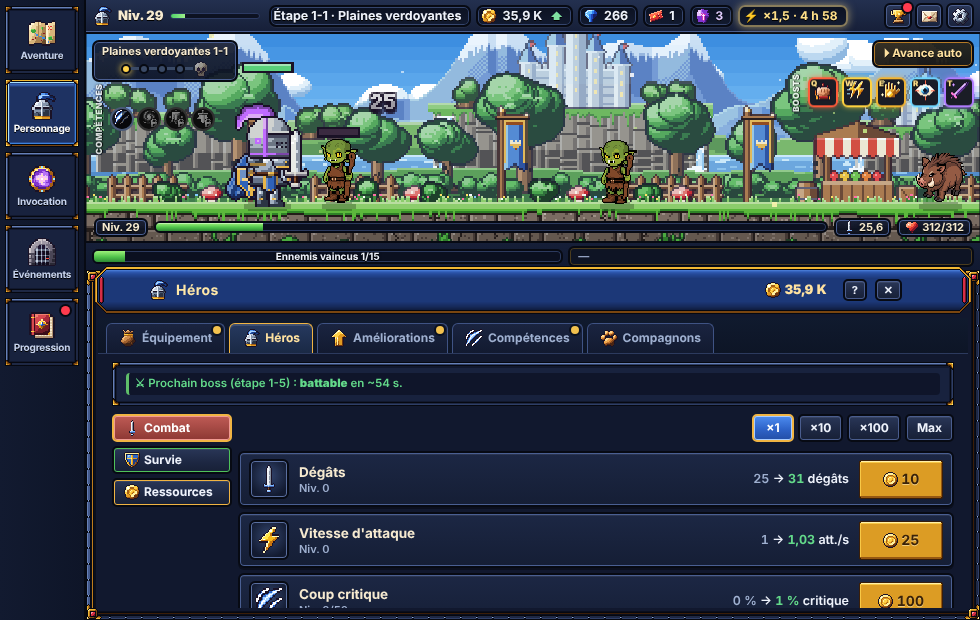 Aventure
Personnage
Invocation
Événements
Progression
Niv. 29
Étape 1-1 · Plaines verdoyantes
35,9 K
266
1
3
×1,5 · 4 h 58
Plaines verdoyantes 1-1
Avance auto
COMPÉTENCES
BOOSTS
25
Niv. 29
25,6
312/312
Ennemis vaincus 1/15
—
Héros
35,9 K
?
×
Équipement
Héros
Améliorations
Compétences
Compagnons
Prochain boss (étape 1-5) : battable en ~54 s.
Combat
Survie
Ressources
×1
×10
×100
Max
Dégâts
Niv. 0
25 → 31 dégâts
10
Vitesse d'attaque
Niv. 0
1 → 1,03 att./s
25
Coup critique
0 % → 1 % critique
100